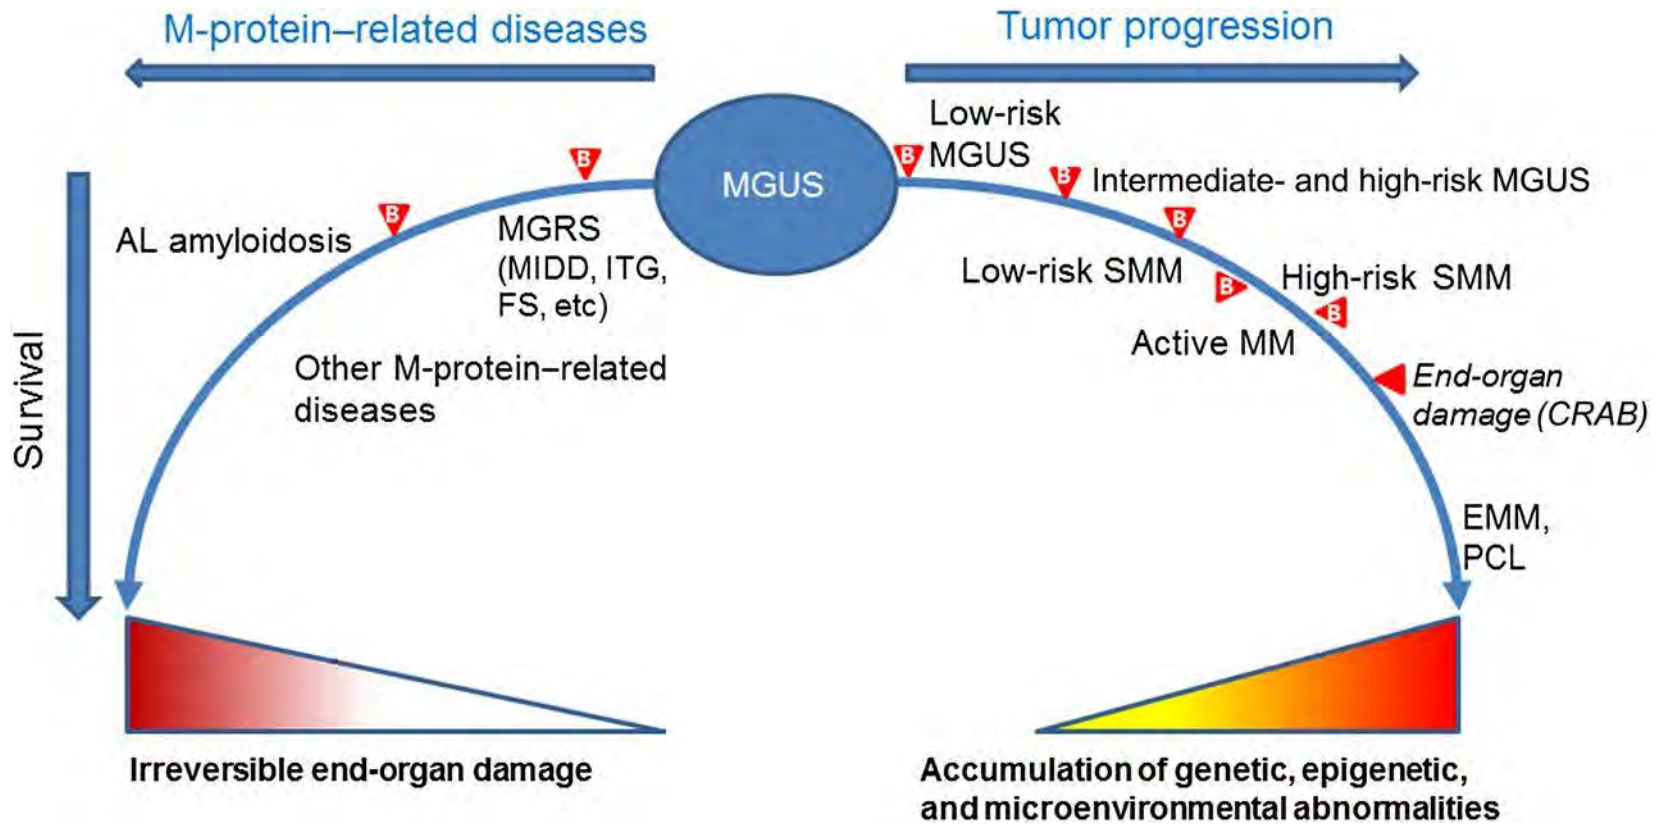 M-protein–related diseases
Tumor progression
Low-risk
MGUS
B
B
MGUS
B
Intermediate- and high-risk MGUS
B
AL amyloidosis
MGRS
(MIDD, ITG,
FS, etc)
B
Low-risk SMM
B
High-risk SMM
B
Active MM
Survival
Other M-protein–related
diseases
End-organ
damage (CRAB)
EMM,
PCL
Irreversible end-organ damage
Accumulation of genetic, epigenetic,
and microenvironmental abnormalities